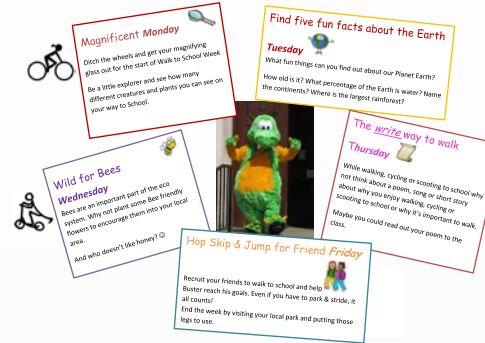 Magnificent Monday
Ditch the wheels and get your magnifying
glass out for the start of Walk to School Week
Be a little explorer and see how many
different creatures and plants you can see on
your way to School.
Find five fun facts about the Earth
Tuesday
What fun things can you find out about our Planet Earth?
How old is it? What percentage of the Earth is water? Name
the continents? Where is the largest rainforest?
Wild for Bees
Wednesday
Bees are an important part of the eco
system. Why not plant some Bee friendly
flowers to encourage them into your local
area.
And who doesn't like honey? ☺
The write way to walk
Thursday
While walking, cycling or scooting to school why
not think about a poem, song or short story
about why you enjoy walking, cycling or
scooting to school or why it's important to walk.
Maybe you could read out your poem to the
class.
Hop Skip & Jump for Friend Friday
Recruit your friends to walk to school and help
Buster reach his goals. Even if you have to park & stride, it
all counts!
End the week by visiting your local park and putting those
legs to use.